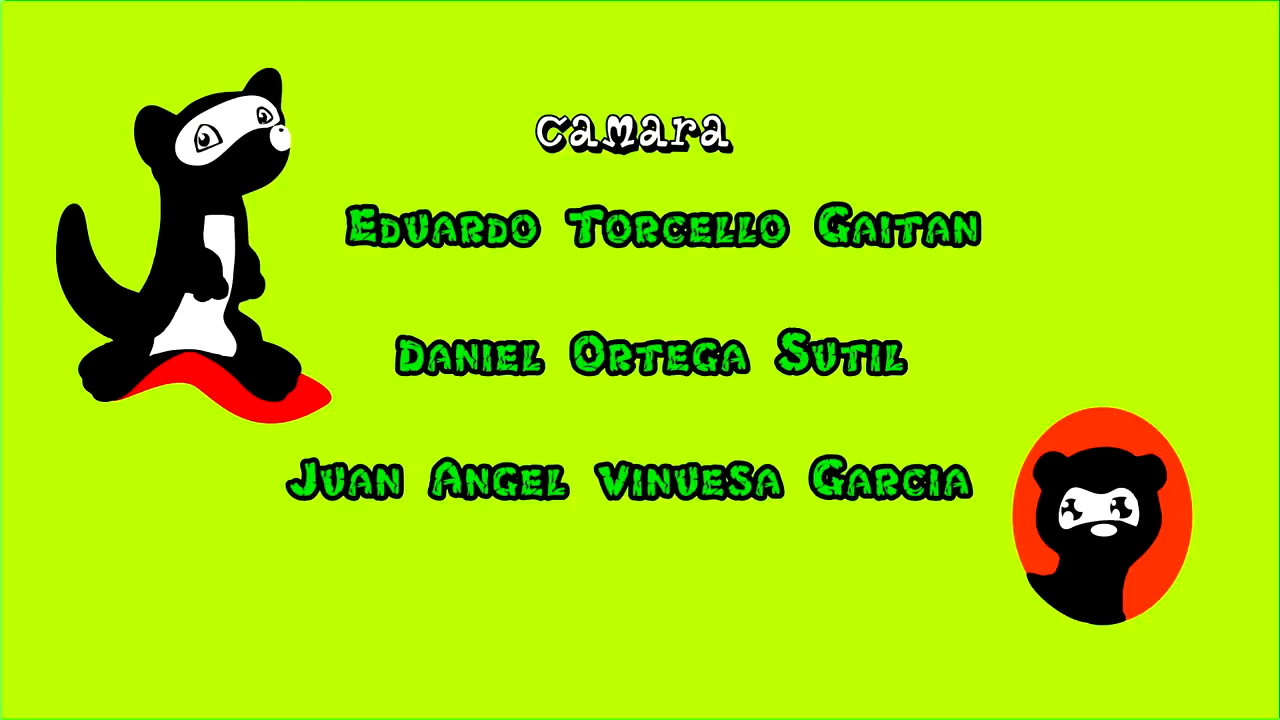 camara
Eduardo Torcello Gaitan
Daniel Ortega Sutil
Juan Angel Vinuesa Garcia